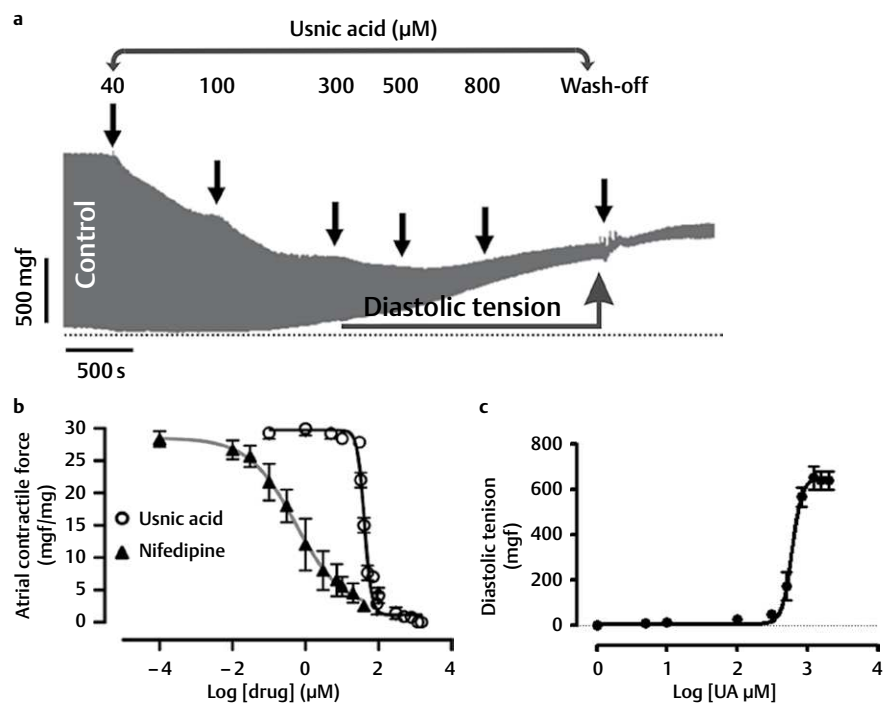 a
Usnic acid (µM)
40 100 300 500 800 Wash-off
Control
500 mgf
Diastolic tension
500 s
b
Atrial contractile force
(mgf/mg)
30
25
20
15
10
5
0
Usnic acid
Nifedipine
−4 −2 0 2 4
Log [drug] (µM)
c
Diastolic tenison
(mgf)
800
600
400
200
0
0 1 2 3 4
Log [UA µM]